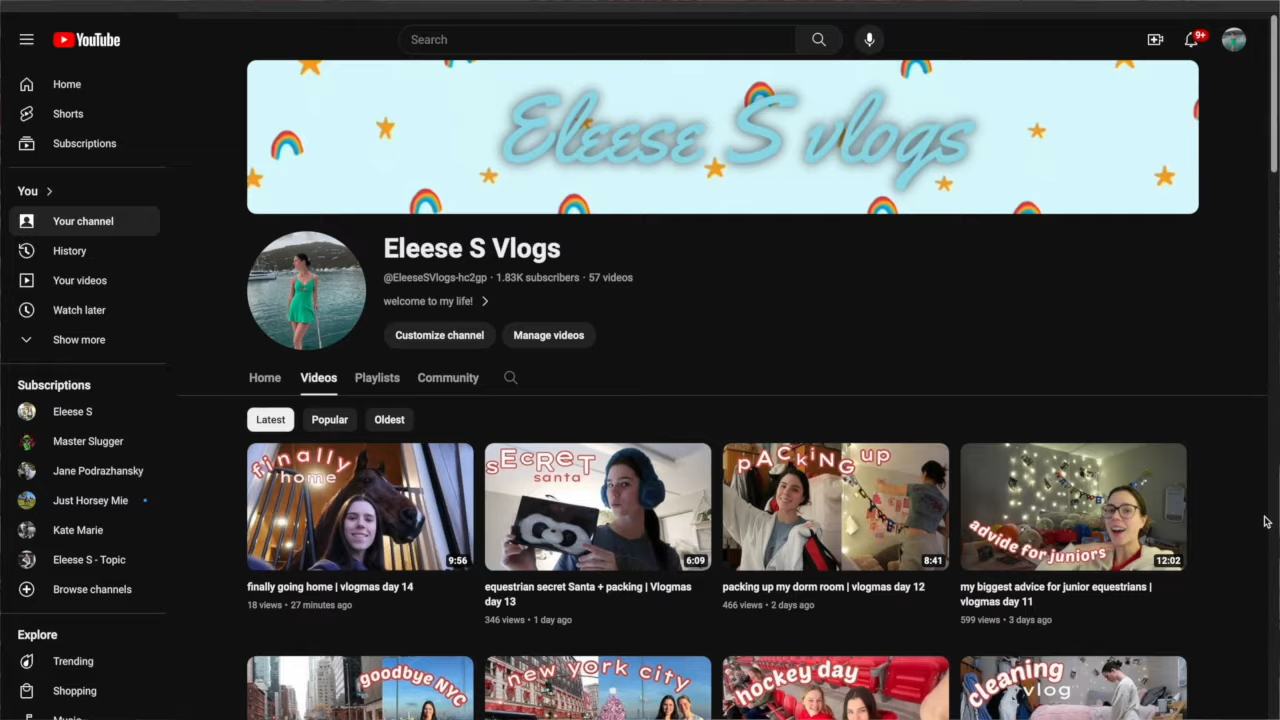 YouTube
Search
9+
Home
Shorts
Subscriptions
You
Your channel
History
Your videos
Watch later
Show more
Subscriptions
Eleese S
Master Slugger
Jane Podrazhansky
Just Horsey Mie
Kate Marie
Eleese S - Topic
Browse channels
Explore
Trending
Shopping
Music
Eleese S vlogs
Eleese S Vlogs
@EleeseSVlogs-hc2gp · 1.83K subscribers · 57 videos
welcome to my life!
Customize channel Manage videos
Home Videos Playlists Community
Latest Popular Oldest
finally
home
9:56
finally going home | vlogmas day 14
18 views • 27 minutes ago
SECRET
santa
6:09
equestrian secret Santa + packing | Vlogmas
day 13
346 views • 1 day ago
pACKiNG up
8:41
packing up my dorm room | vlogmas day 12
466 views • 2 days ago
advide for juniors
12:02
my biggest advice for junior equestrians |
vlogmas day 11
599 views • 3 days ago
goodbye NYC
new york city
hockey day
cleaning
vlog